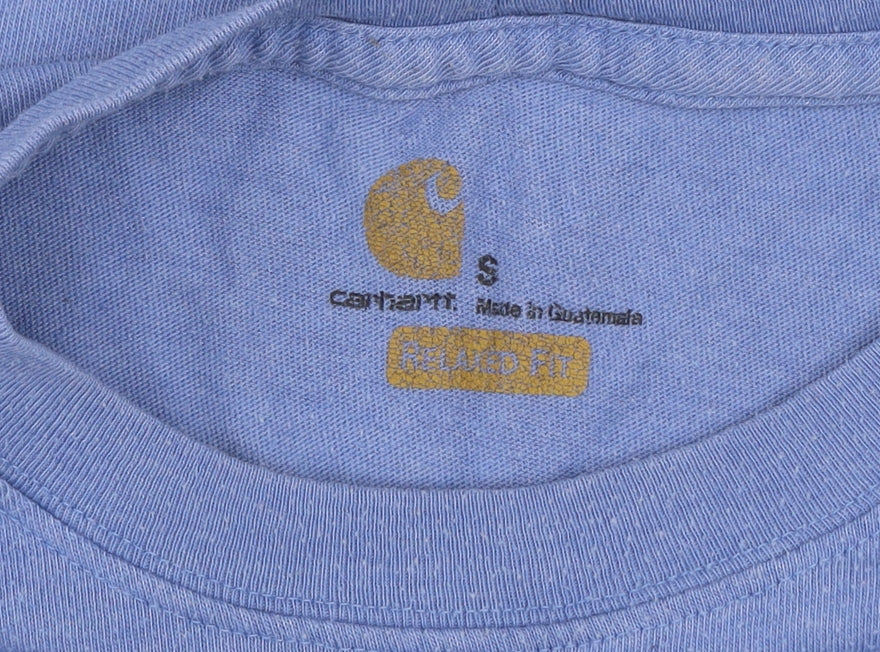 S
carhartt. Made in Guatemala
RELAXED FIT